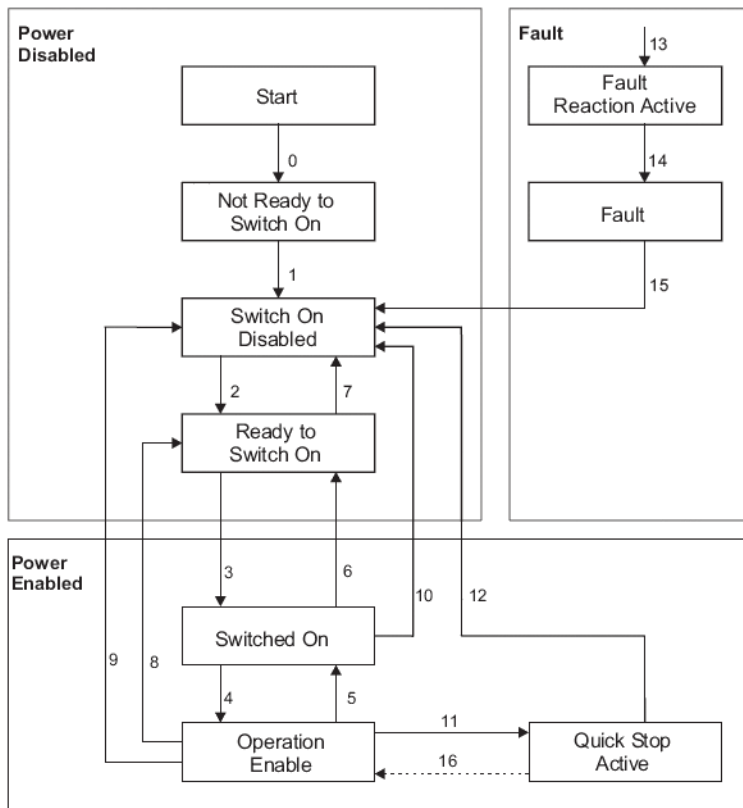 Power
Disabled
Start
0
Not Ready to
Switch On
1
Switch On
Disabled
2
7
Ready to
Switch On
Fault
13
Fault
Reaction Active
14
Fault
15
Power
Enabled
3
6
10
12
Switched On
9
8
4
5
11
Operation
Enable
16
Quick Stop
Active